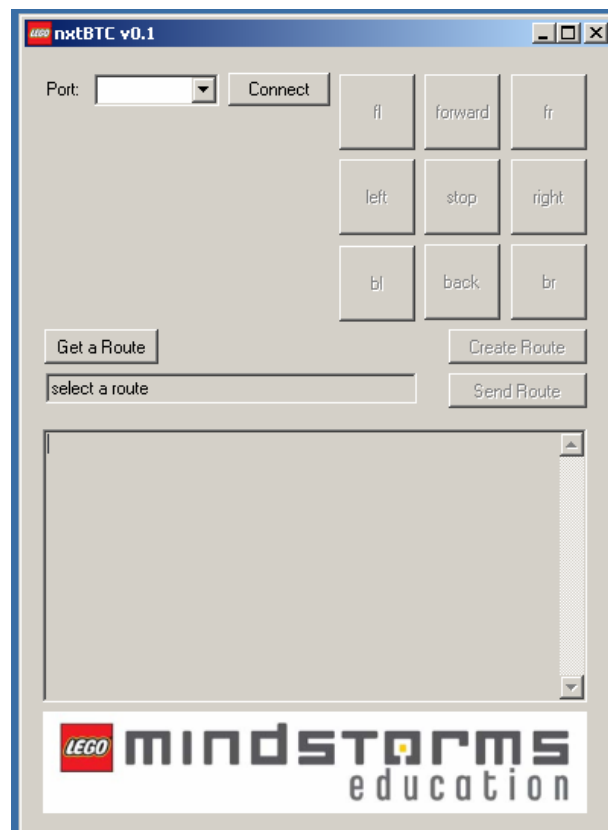 nxtBTC v0.1
Port: Connect
fl forward fr
left stop right
bl back br
Get a Route Create Route
select a route Send Route
LEGO mindstorms
education